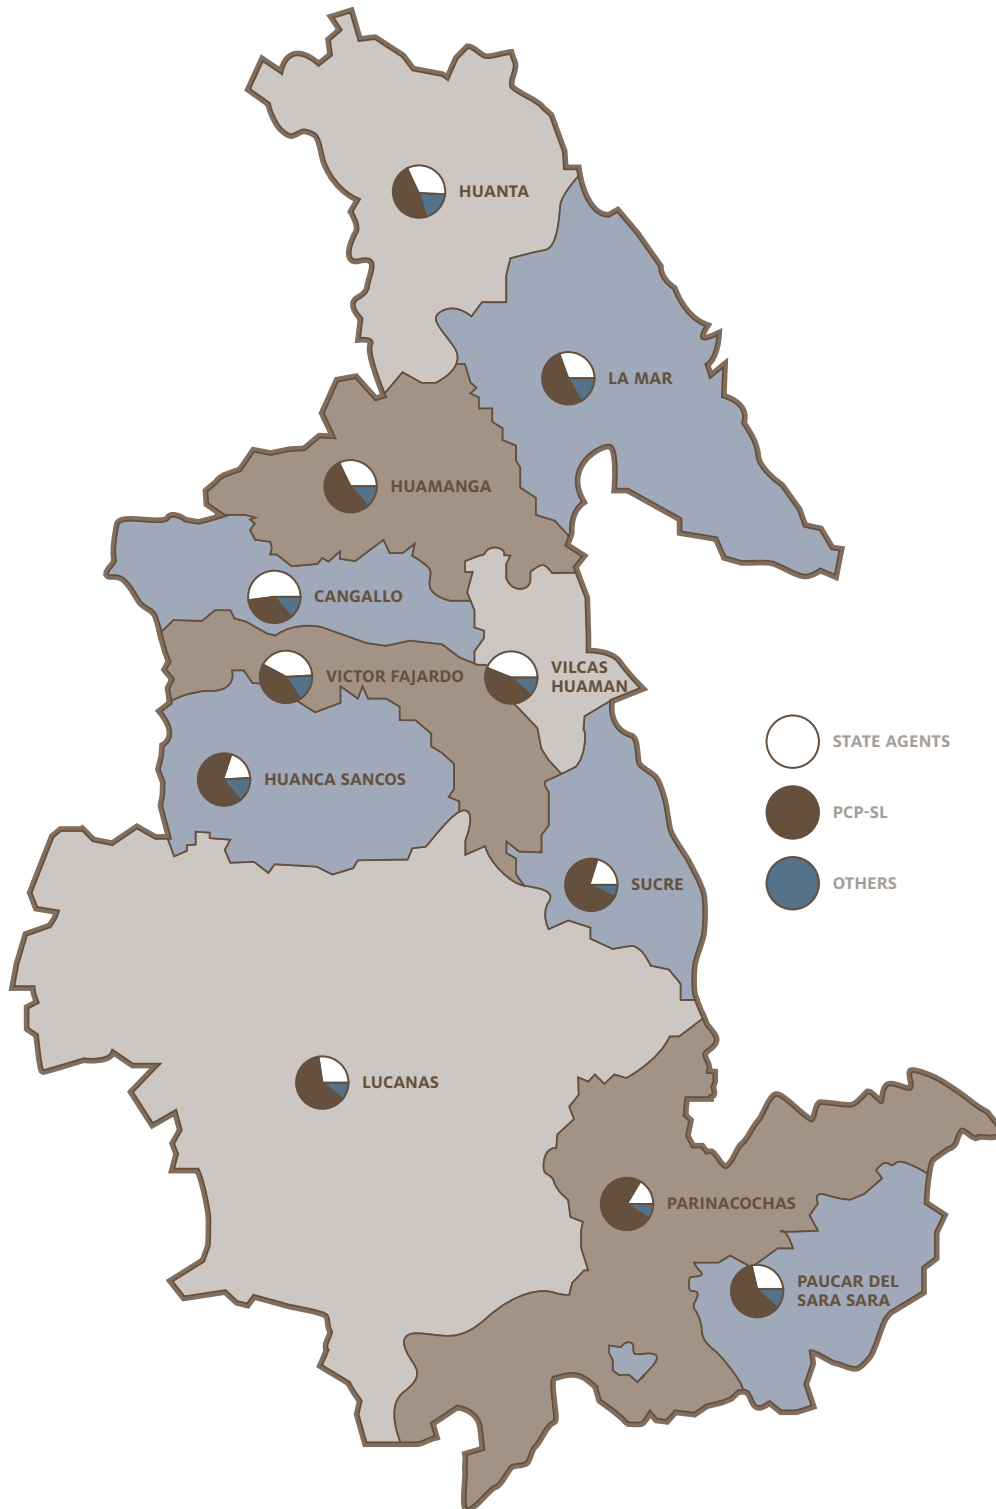 HUANTA
LA MAR
HUAMANGA
CANGALLO
VICTOR FAJARDO
VILCAS
HUAMAN
HUANCA SANCOS
STATE AGENTS
PCP-SL
OTHERS
SUCRE
LUCANAS
PARINACOCHAS
PAUCAR DEL
SARA SARA